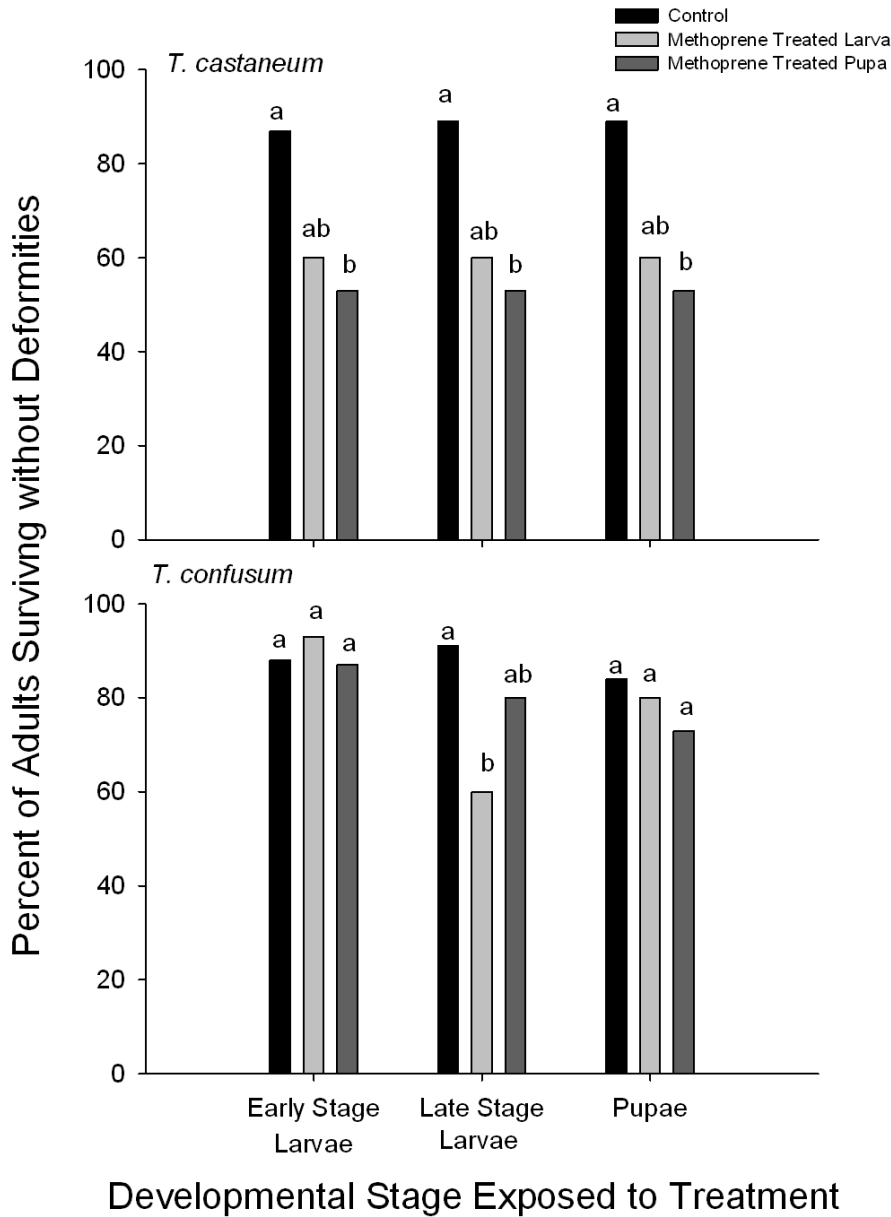 Control
Methoprene Treated Larva
Methoprene Treated Pupa
T. castaneum
100
80
60
40
20
0
a
ab
b
a
ab
b
a
ab
b
T. confusum
100
80
60
40
20
0
a
a
a
a
b
ab
a
a
a
Early Stage
Larvae
Late Stage
Larvae
Pupae
Percent of Adults Survivng without Deformities
Developmental Stage Exposed to Treatment